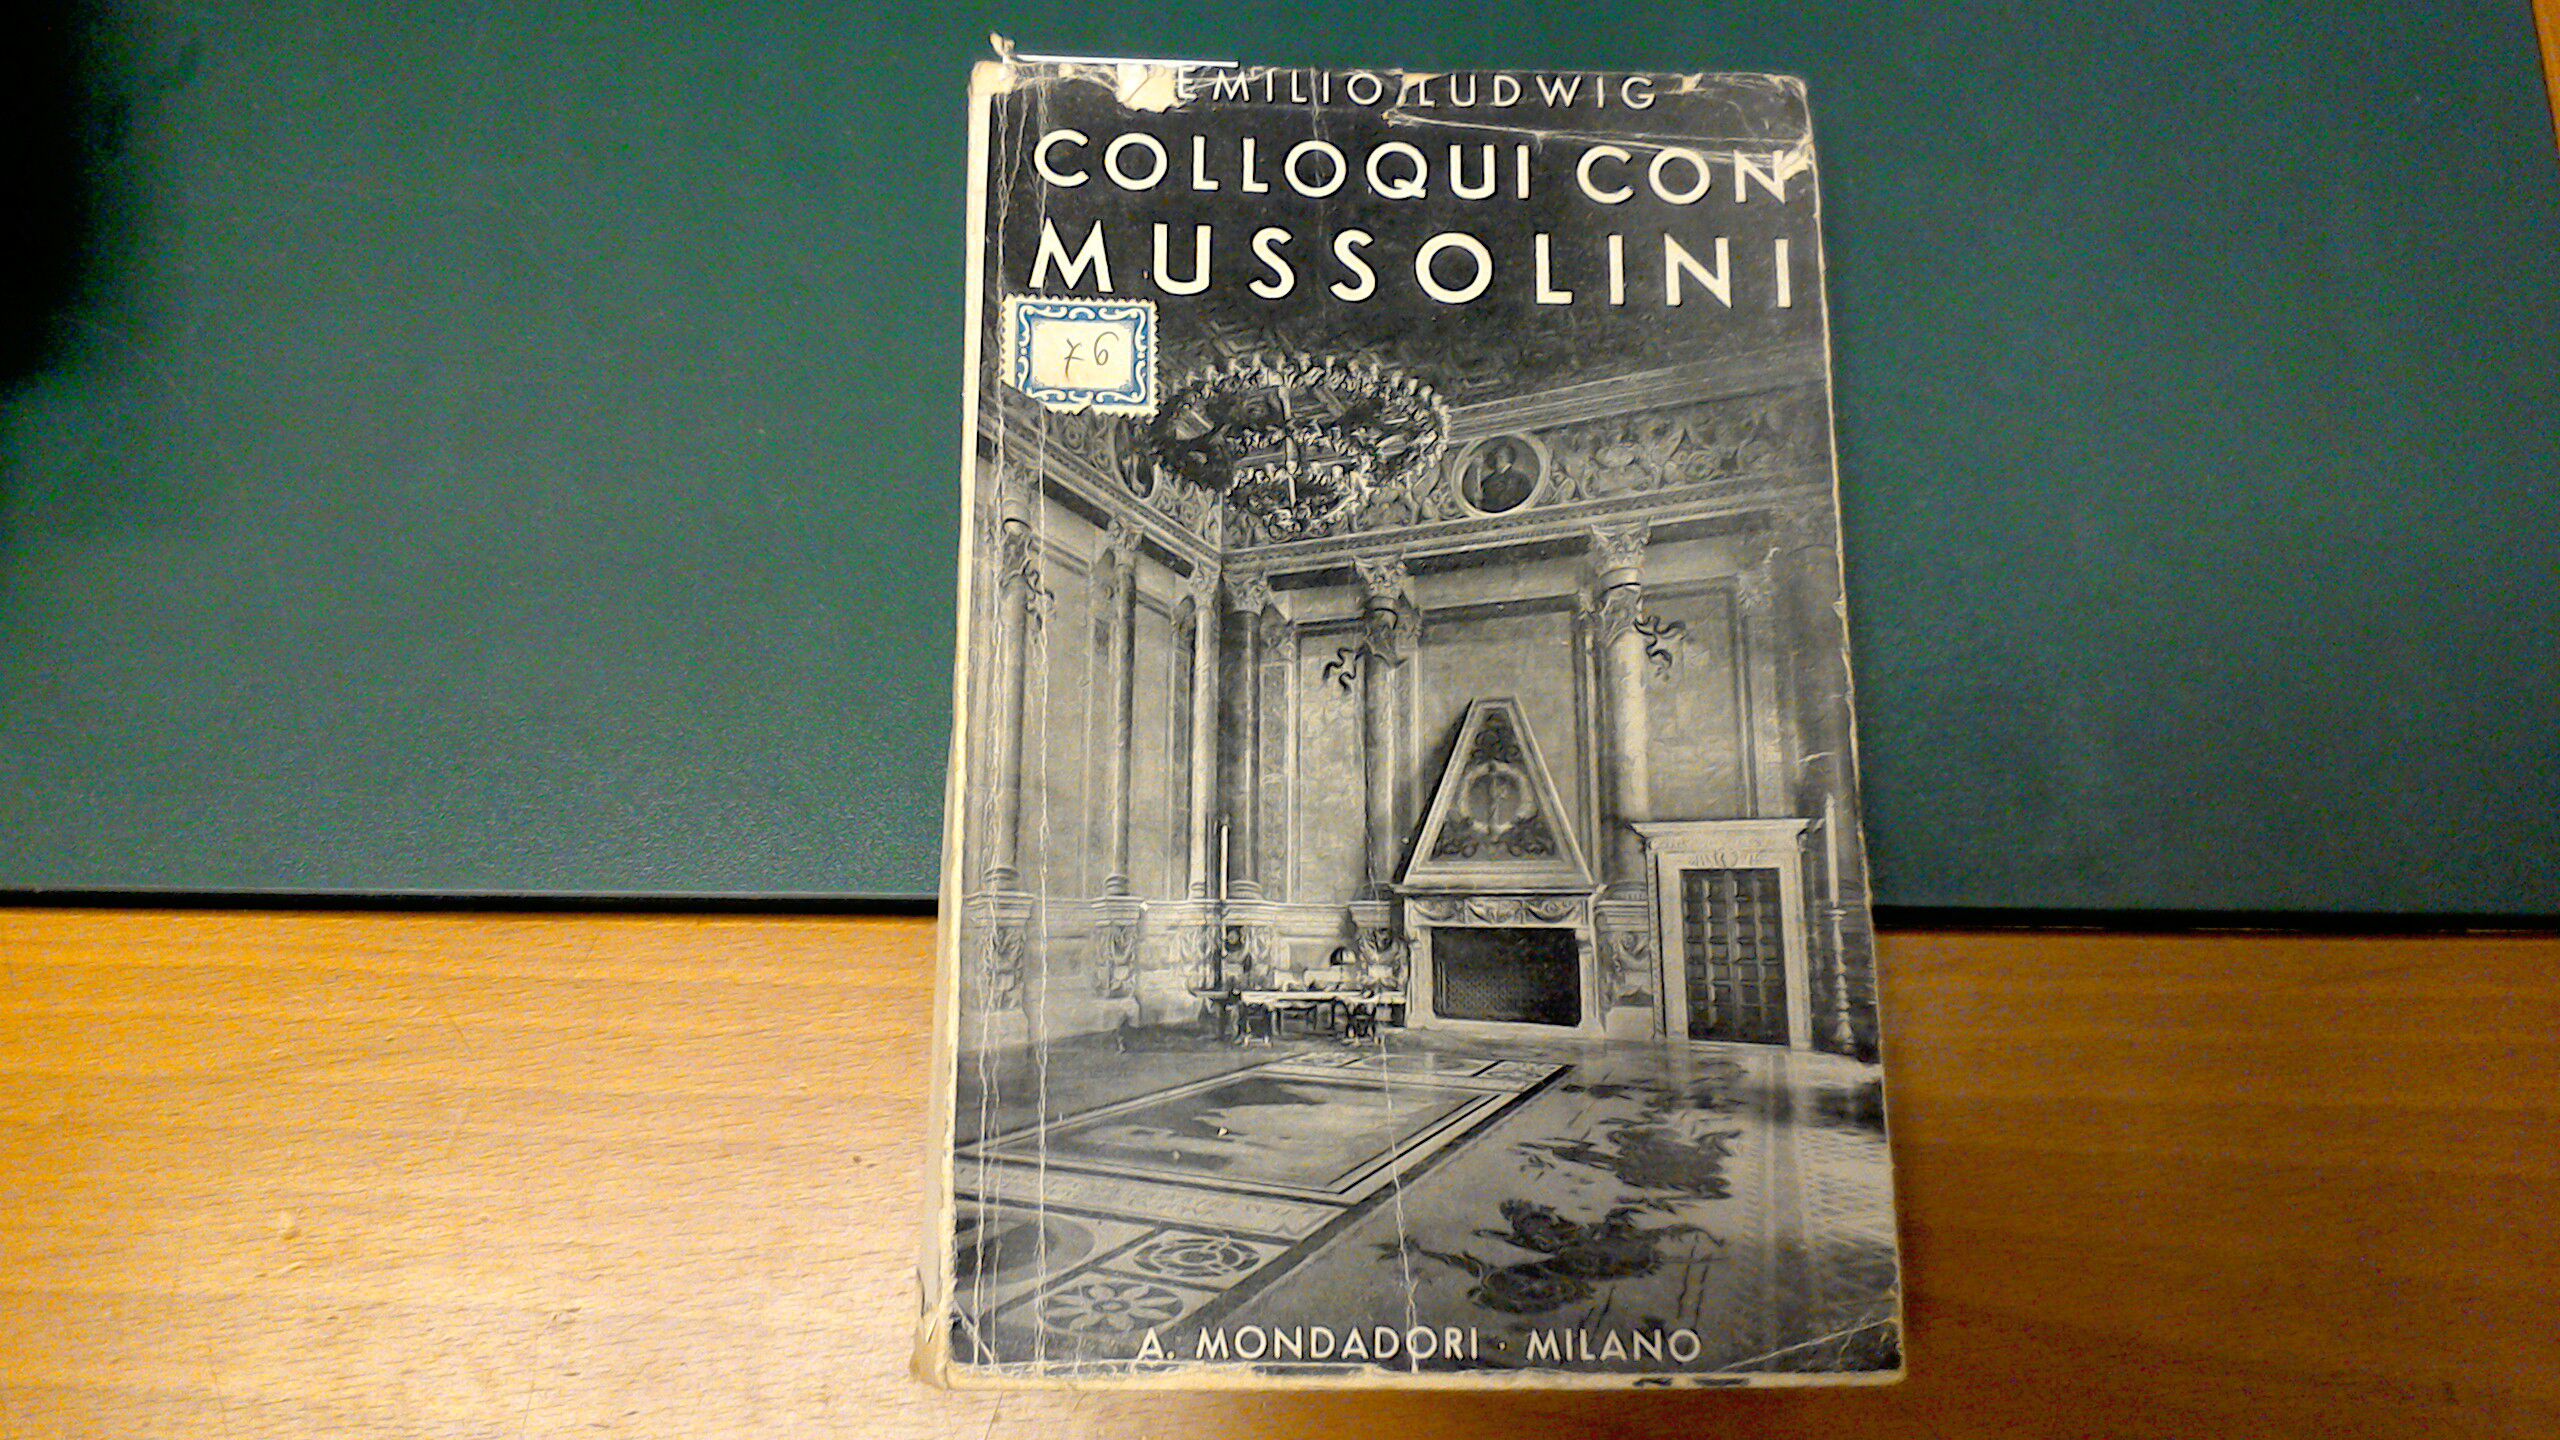 EMILIO LUDWIG
COLLOQUI CON
MUSSOLINI
76
A. MONDADORI · MILANO